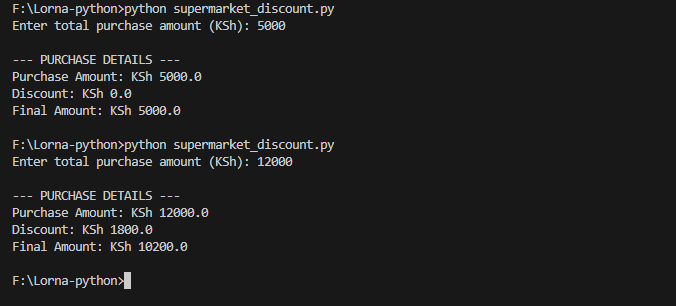 F:\Lorna-python>python supermarket_discount.py
Enter total purchase amount (KSh): 5000
--- PURCHASE DETAILS ---
Purchase Amount: KSh 5000.0
Discount: KSh 0.0
Final Amount: KSh 5000.0
F:\Lorna-python>python supermarket_discount.py
Enter total purchase amount (KSh): 12000
--- PURCHASE DETAILS ---
Purchase Amount: KSh 12000.0
Discount: KSh 1800.0
Final Amount: KSh 10200.0
F:\Lorna-python>